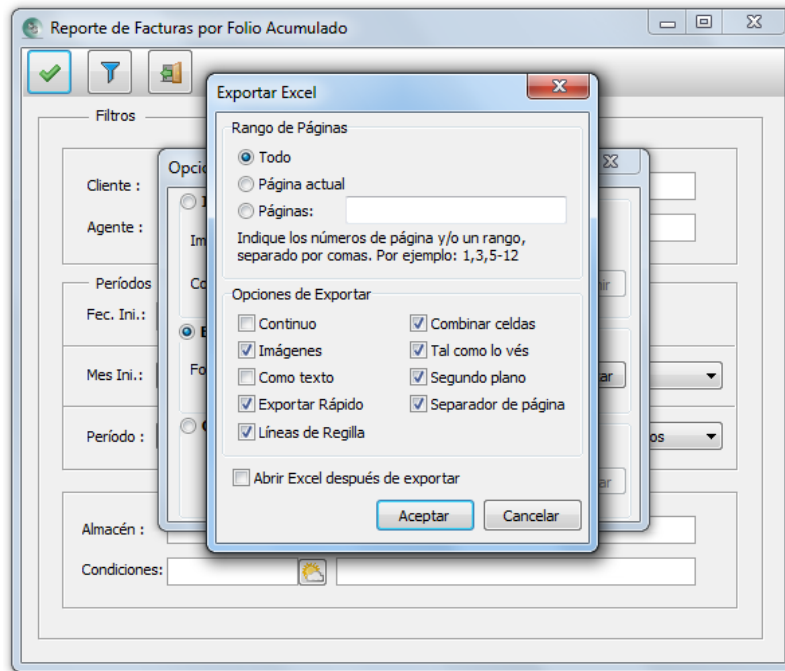 Reporte de Facturas por Folio Acumulado
Exportar Excel
Filtros
Rango de Páginas
Todo
Página actual
Páginas:
Indique los números de página y/o un rango,
separado por comas. Por ejemplo: 1,3,5-12
Opciones de Exportar
Continuo
Combinar celdas
Imágenes
Tal como lo vés
Como texto
Segundo plano
Exportar Rápido
Separador de página
Líneas de Regilla
Abrir Excel después de exportar
Aceptar
Cancelar
Cliente :
Agente :
Períodos
Fec. Ini.:
Mes Ini.:
Período :
Almacén :
Condiciones: